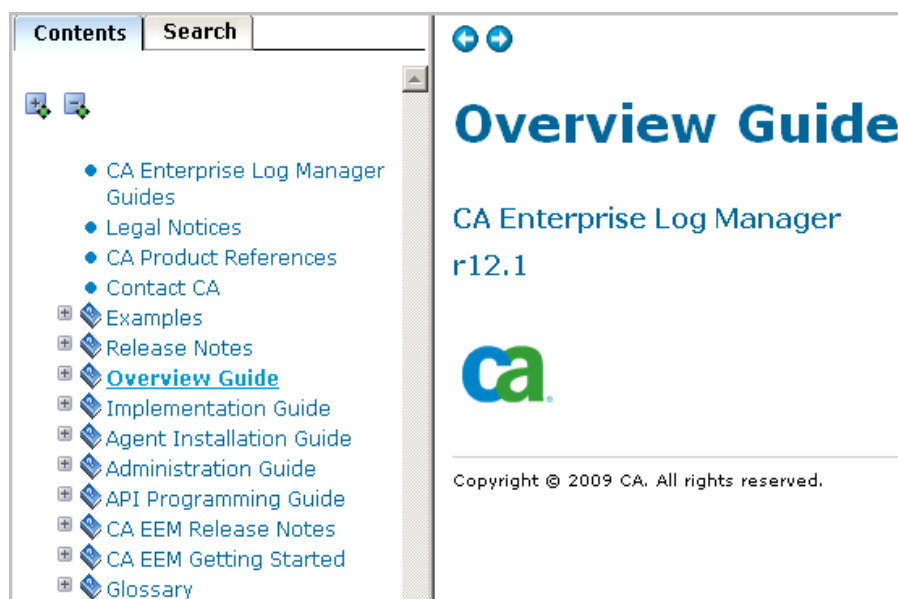 Contents
Search
CA Enterprise Log Manager
Guides
Legal Notices
CA Product References
Contact CA
Examples
Release Notes
Overview Guide
Implementation Guide
Agent Installation Guide
Administration Guide
API Programming Guide
CA EEM Release Notes
CA EEM Getting Started
Glossary
Overview Guide
CA Enterprise Log Manager
r12.1
ca
Copyright © 2009 CA. All rights reserved.